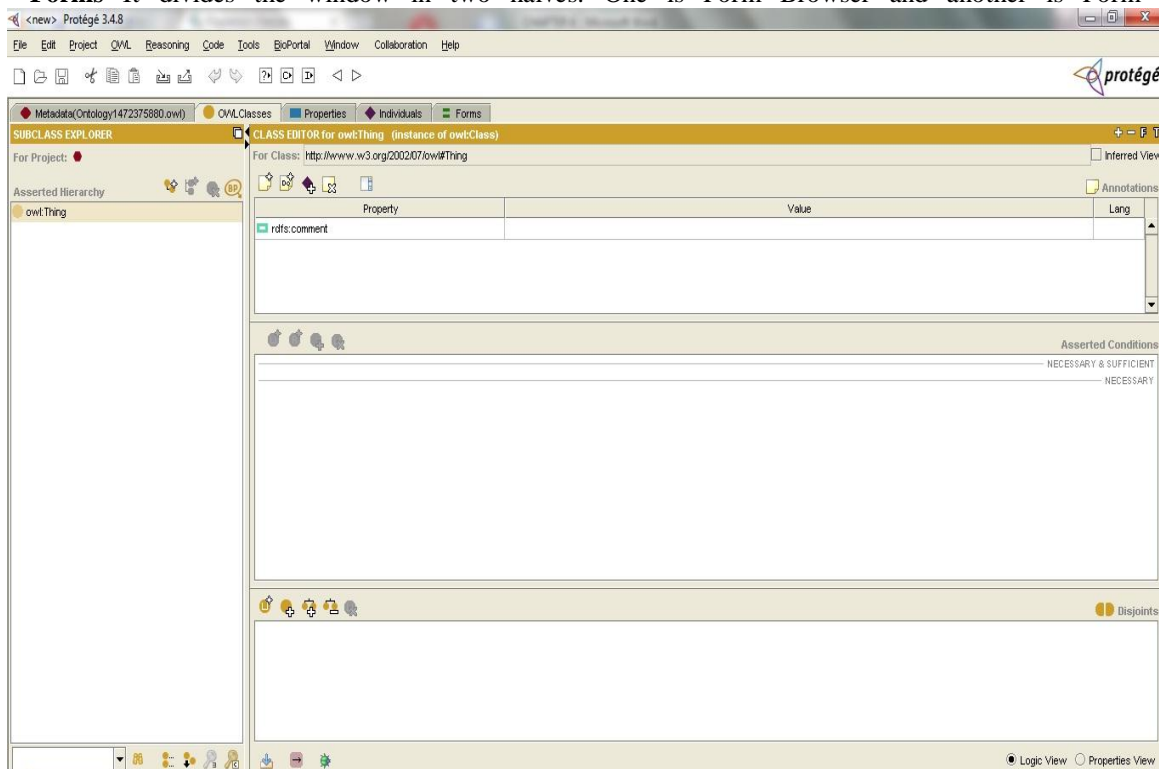 Forms It divides the window in two halves. One is Form Browser and another is Form
<new> Protégé 3.4.8
File Edit Project OWL Reasoning Code Tools BioPortal Window Collaboration Help
protégé
Metadata(Ontology1472375880.owl) OWLClasses Properties Individuals Forms
SUBCLASS EXPLORER
CLASS EDITOR for owl:Thing (instance of owl:Class)
For Project:
For Class: http://www.w3.org/2002/07/owl#Thing
Inferred View
Asserted Hierarchy
BP
Annotations
owl:Thing
Property Value Lang
rdfs:comment
Asserted Conditions
NECESSARY & SUFFICIENT
NECESSARY
Disjoints
Logic View Properties View